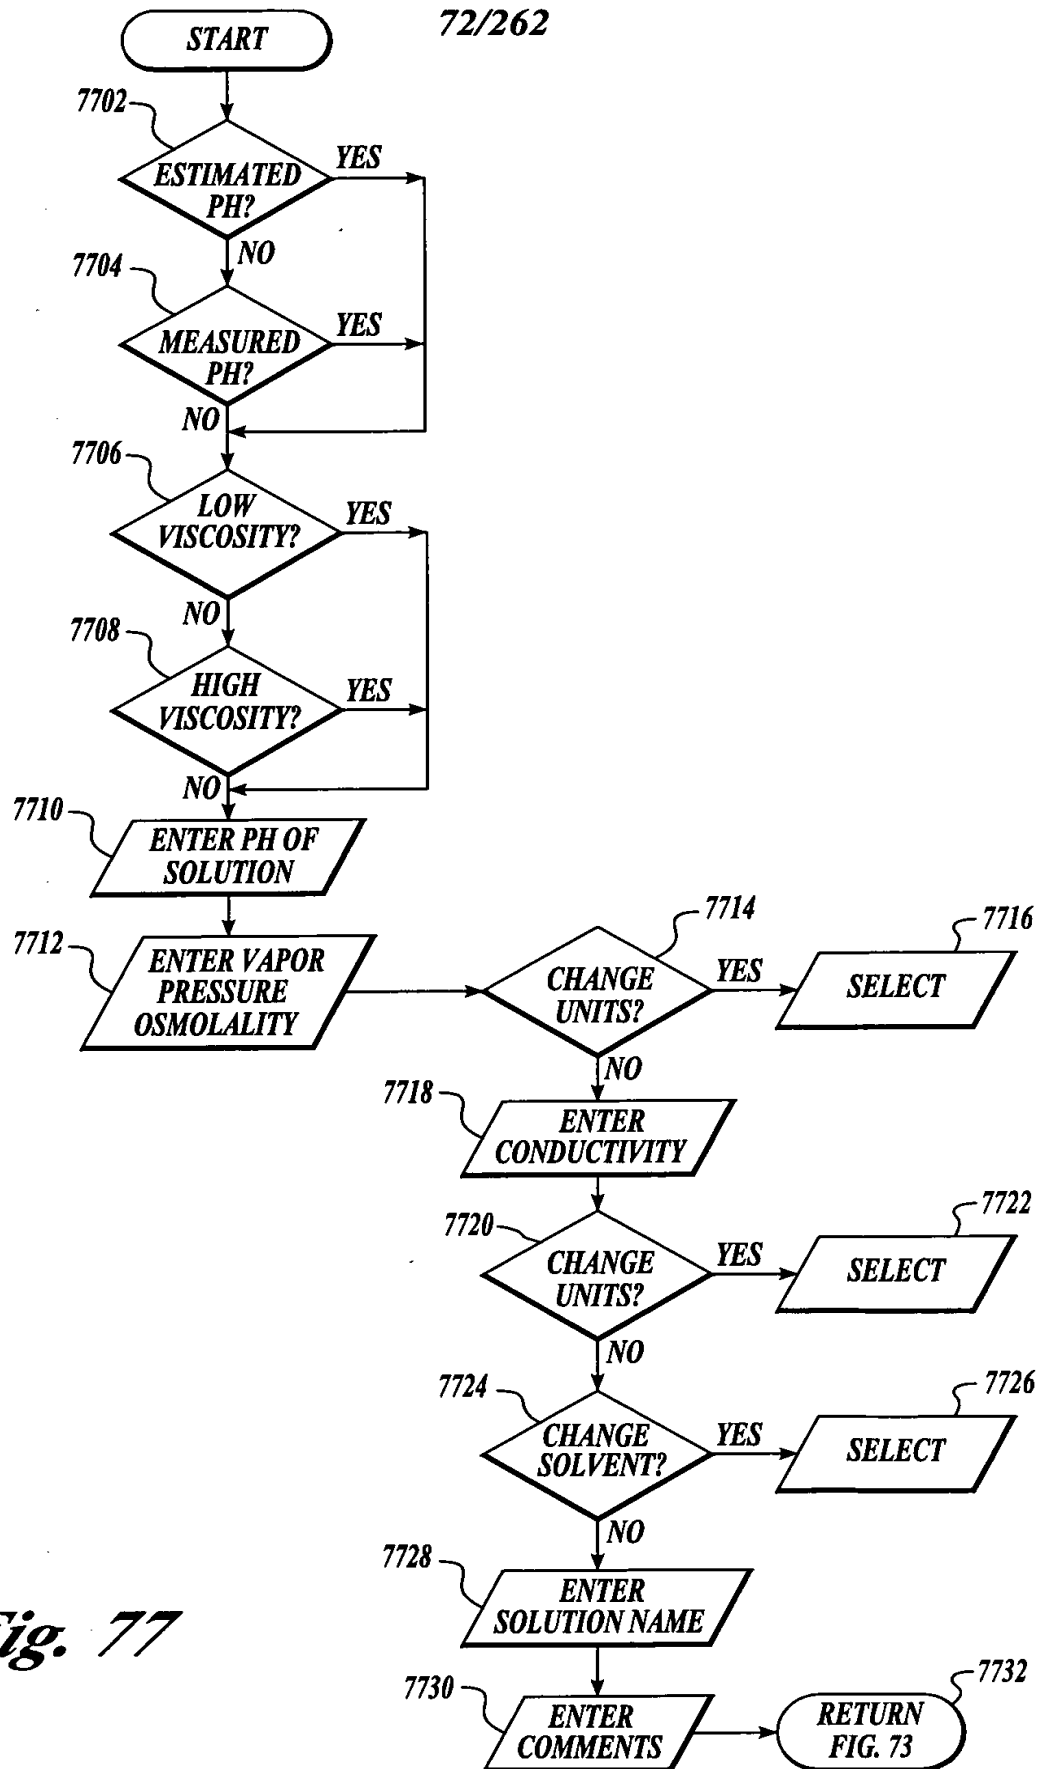 72/262
START
7702
ESTIMATED
PH?
YES
NO
7704
MEASURED
PH?
YES
NO
7706
LOW
VISCOSITY?
YES
NO
7708
HIGH
VISCOSITY?
YES
NO
7710
ENTER PH OF
SOLUTION
7712
ENTER VAPOR
PRESSURE
OSMOLALITY
7714
CHANGE
UNITS?
YES
7716
SELECT
NO
7718
ENTER
CONDUCTIVITY
7720
CHANGE
UNITS?
YES
7722
SELECT
NO
7724
CHANGE
SOLVENT?
YES
7726
SELECT
NO
7728
ENTER
SOLUTION NAME
7730
ENTER
COMMENTS
7732
RETURN
FIG. 73
Fig. 77